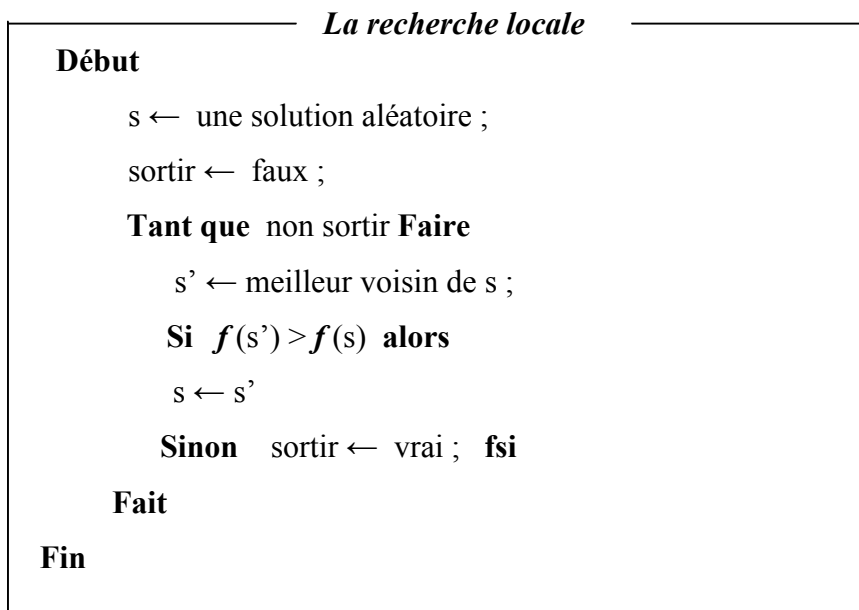 La recherche locale
Début
s ← une solution aléatoire ;
sortir ← faux ;
Tant que non sortir Faire
s’ ← meilleur voisin de s ;
Si f (s’) > f (s) alors
s ← s’
Sinon sortir ← vrai ; fsi
Fait
Fin